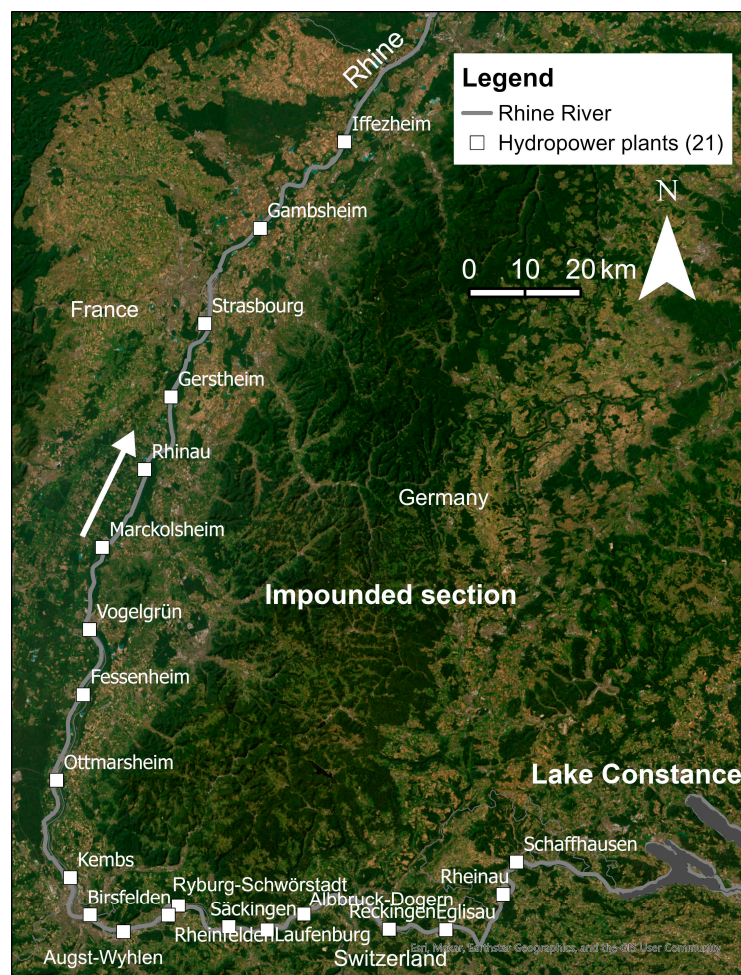 Rhine
Legend
Rhine River
Hydropower plants (21)
Iffezheim
N
Gambsheim
0 10 20 km
France
Strasbourg
Gerstheim
Rhinau
Germany
Marckolsheim
Impounded section
Vogelgrün
Fessenheim
Ottmarsheim
Lake Constance
Schaffhausen
Kembs
Rheinau
Ryburg-Schwörstadt
Birsfelden
Albbruck-Dogern
Säckingen
Reckingen
Eglisau
Rheinfelden
Laufenburg
Augst-Wyhlen
Switzerland
Esri, Maxar, Earthstar Geographics, and the GIS User Community